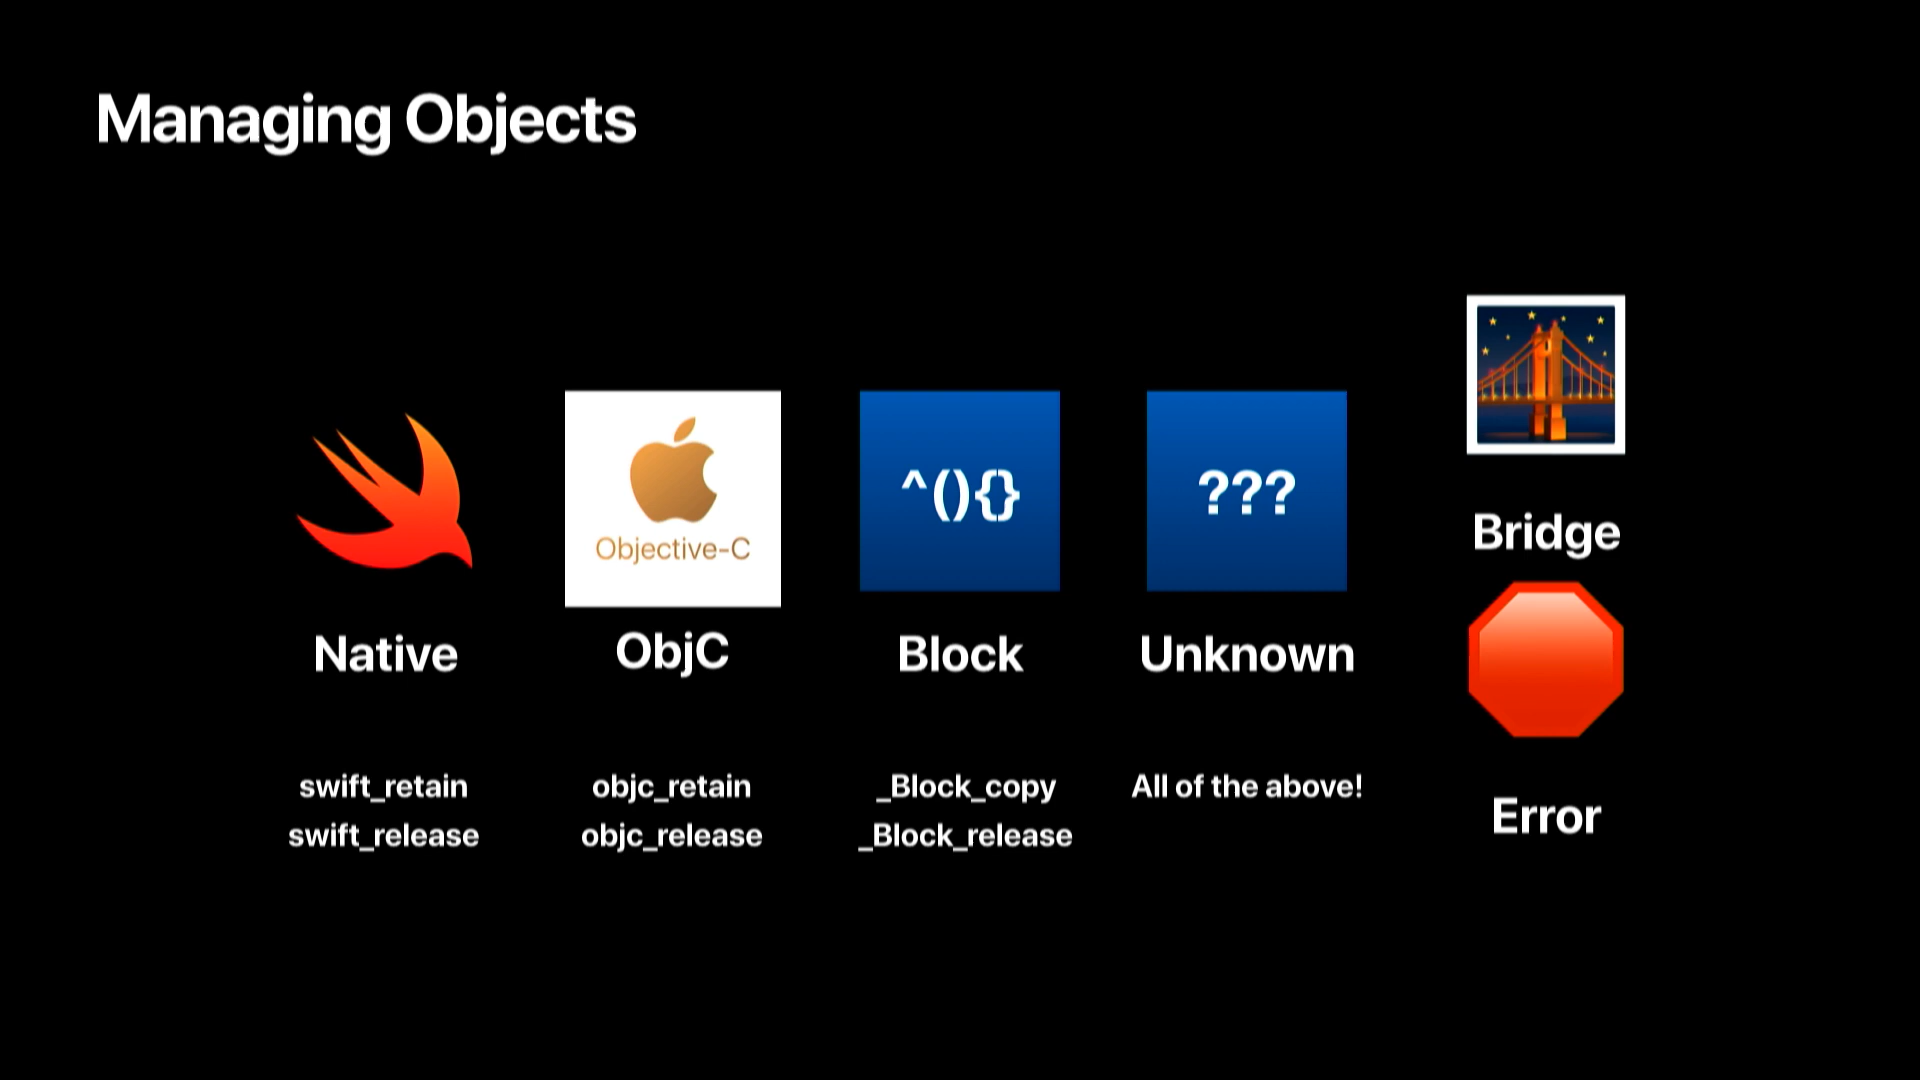 Managing Objects
Objective-C
^(){}
???
Native
ObjC
Block
Unknown
Bridge
swift_retain
swift_release
objc_retain
objc_release
_Block_copy
_Block_release
All of the above!
Error